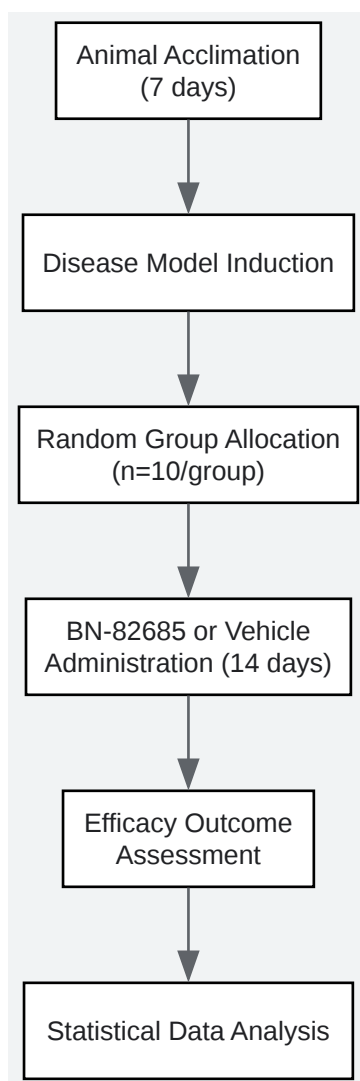 Animal Acclimation
(7 days)
Disease Model Induction
Random Group Allocation
(n=10/group)
BN-82685 or Vehicle
Administration (14 days)
Efficacy Outcome
Assessment
Statistical Data Analysis